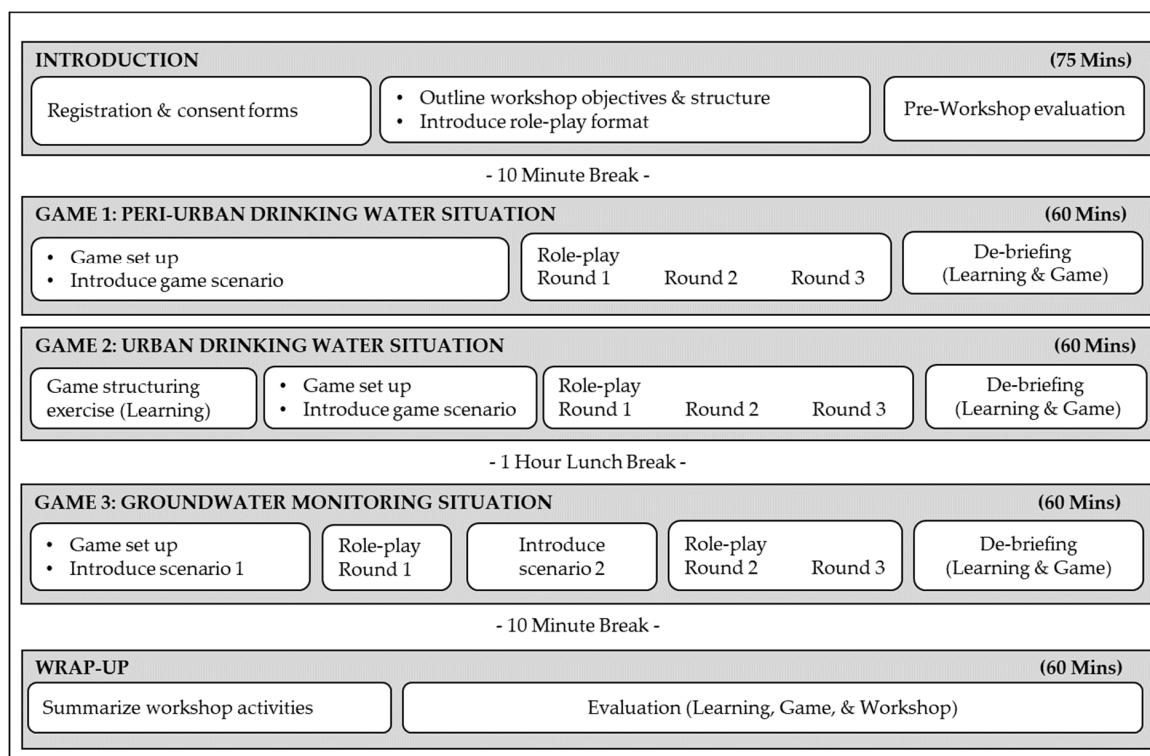 INTRODUCTION (75 Mins)
Registration & consent forms
• Outline workshop objectives & structure
• Introduce role-play format
Pre-Workshop evaluation
- 10 Minute Break -
GAME 1: PERI-URBAN DRINKING WATER SITUATION (60 Mins)
• Game set up
• Introduce game scenario
Role-play
Round 1 Round 2 Round 3
De-briefing
(Learning & Game)
GAME 2: URBAN DRINKING WATER SITUATION (60 Mins)
Game structuring
exercise (Learning)
• Game set up
• Introduce game scenario
Role-play
Round 1 Round 2 Round 3
De-briefing
(Learning & Game)
- 1 Hour Lunch Break -
GAME 3: GROUNDWATER MONITORING SITUATION (60 Mins)
• Game set up
• Introduce scenario 1
Role-play
Round 1
Introduce
scenario 2
Role-play
Round 2 Round 3
De-briefing
(Learning & Game)
- 10 Minute Break -
WRAP-UP (60 Mins)
Summarize workshop activities
Evaluation (Learning, Game, & Workshop)